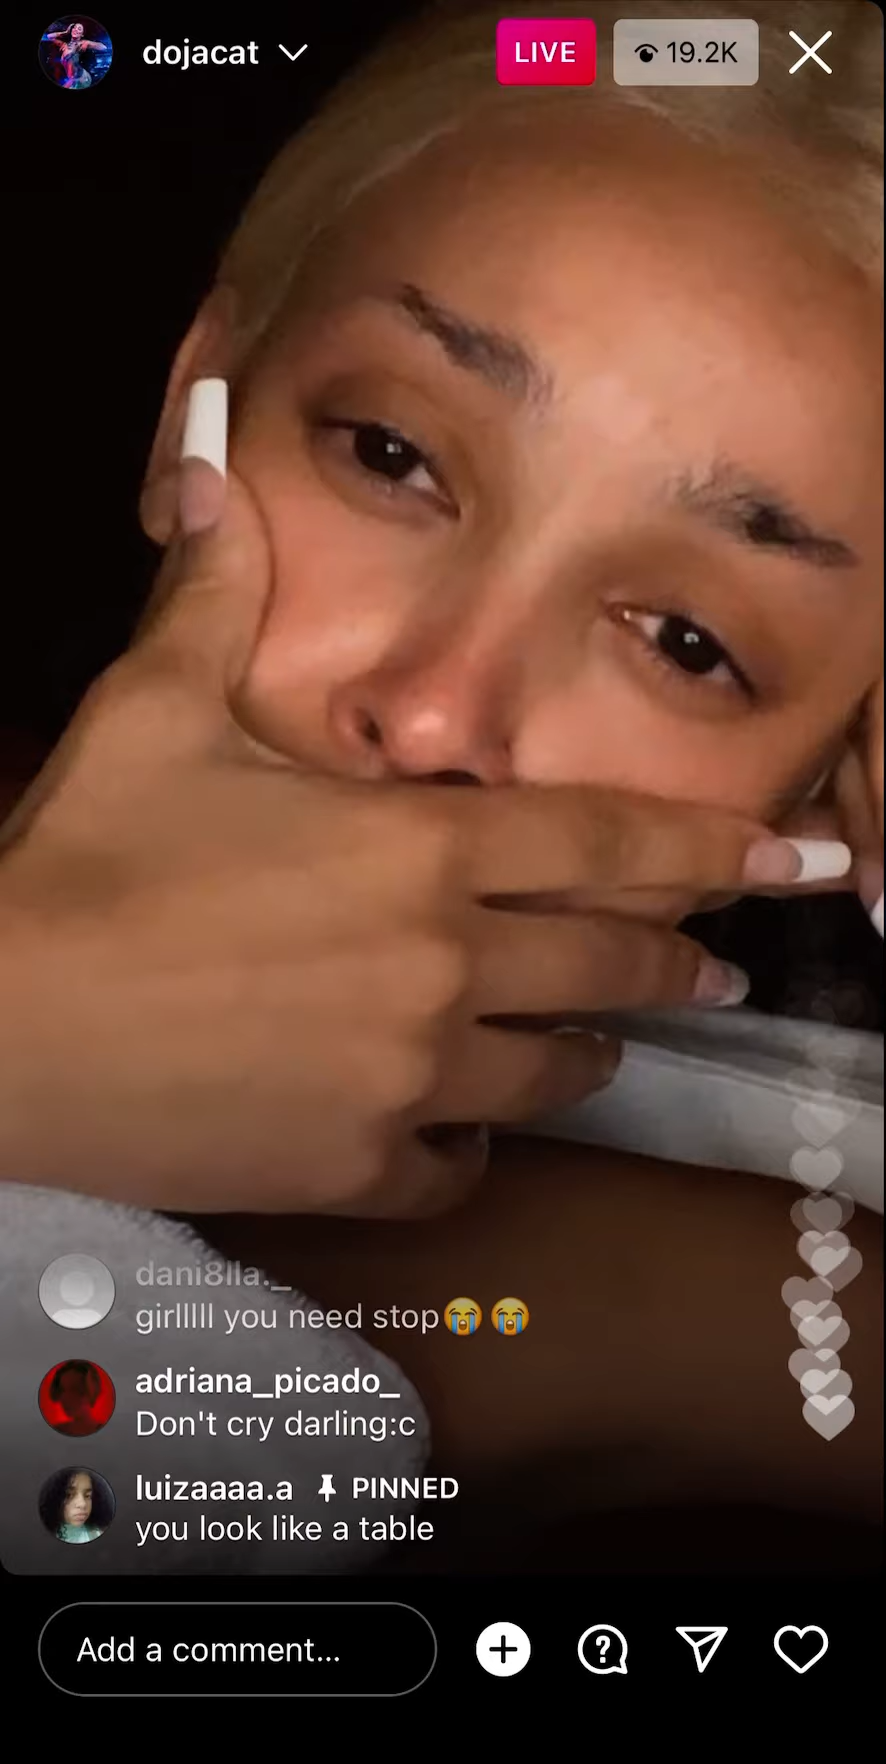 dojacat
LIVE
19.2K
dani8lla._
girlllll you need stop😭😭
adriana_picado_
Don't cry darling:c
luizaaaa.a PINNED
you look like a table
Add a comment...